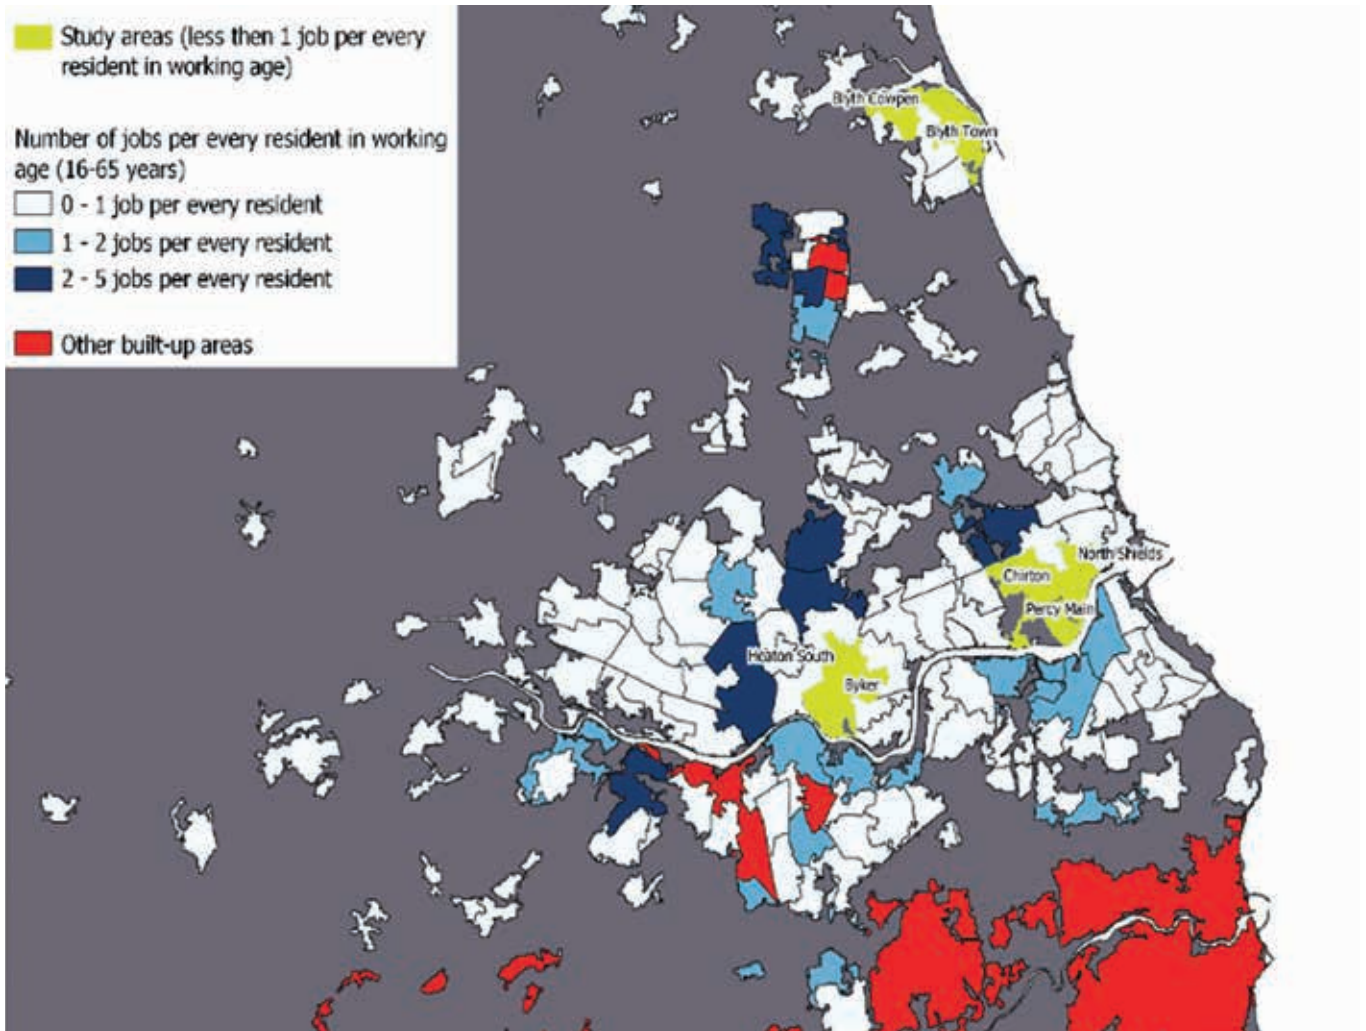 Study areas (less then 1 job per every
resident in working age)
Number of jobs per every resident in working
age (16-65 years)
0 - 1 job per every resident
1 - 2 jobs per every resident
2 - 5 jobs per every resident
Other built-up areas
Blyth Cowpen
Blyth Town
North Shields
Chirton
Percy Main
Heaton South
Byker